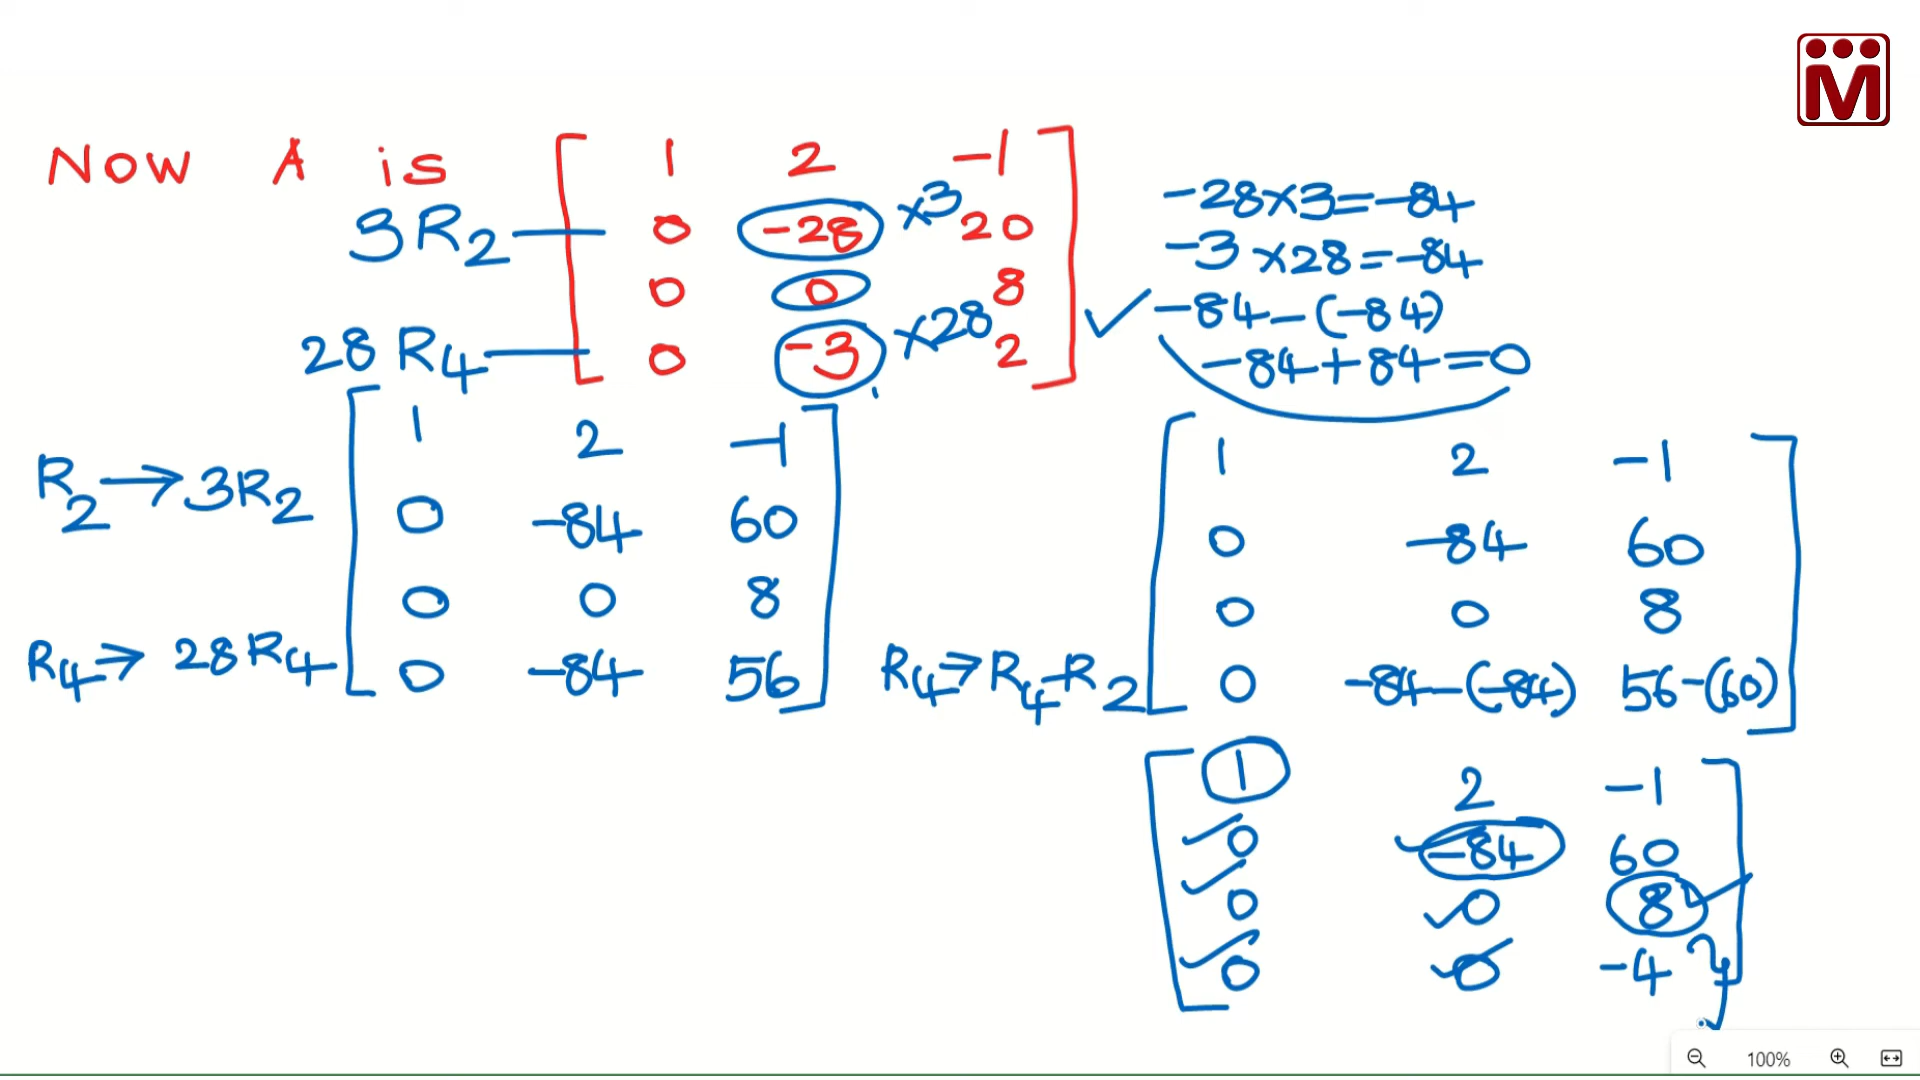 M
Now A is 1 2 -1
3R2 0 -28 ×3 20
0 0 8
28R4 0 -3 ×28 2
-28×3=-84
-3×28=-84
-84-(-84)
-84+84=0
1 2 -1
R2→3R2 0 -84 60
0 0 8
R4→28R4 0 -84 56
1 2 -1
0 -84 60
0 0 8
R4→R4-R2 0 -84-(-84) 56-(60)
1 2 -1
0 -84 60
0 0 8
0 0 -4
100%